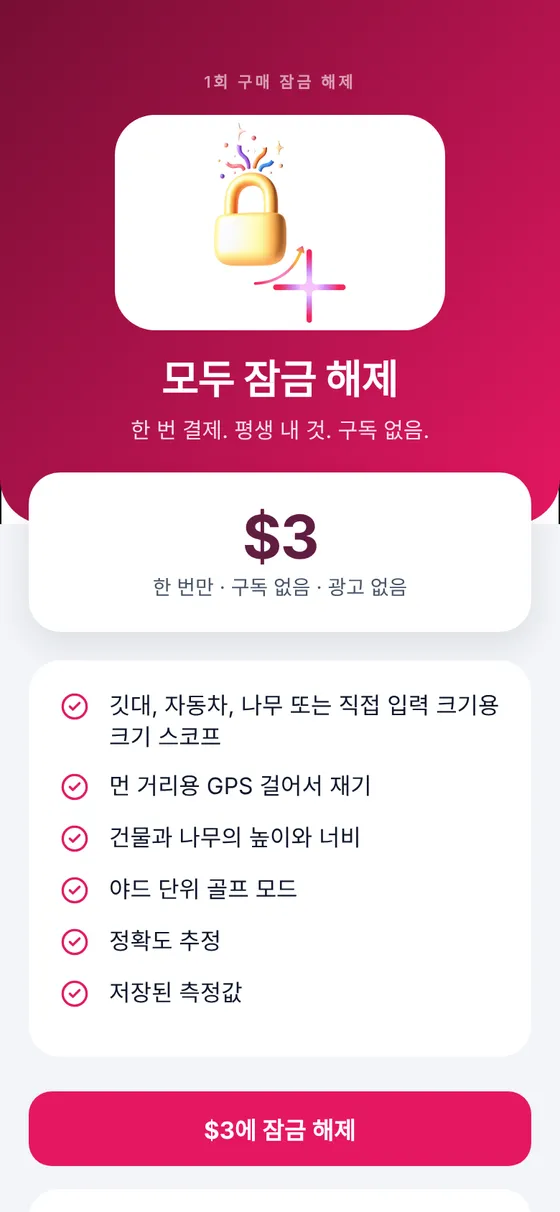 1회 구매 잠금 해제
모두 잠금 해제
한 번 결제. 평생 내 것. 구독 없음.
$3
한 번만 · 구독 없음 · 광고 없음
깃대, 자동차, 나무 또는 직접 입력 크기용
크기 스코프
먼 거리용 GPS 걸어서 재기
건물과 나무의 높이와 너비
야드 단위 골프 모드
정확도 추정
저장된 측정값
$3에 잠금 해제